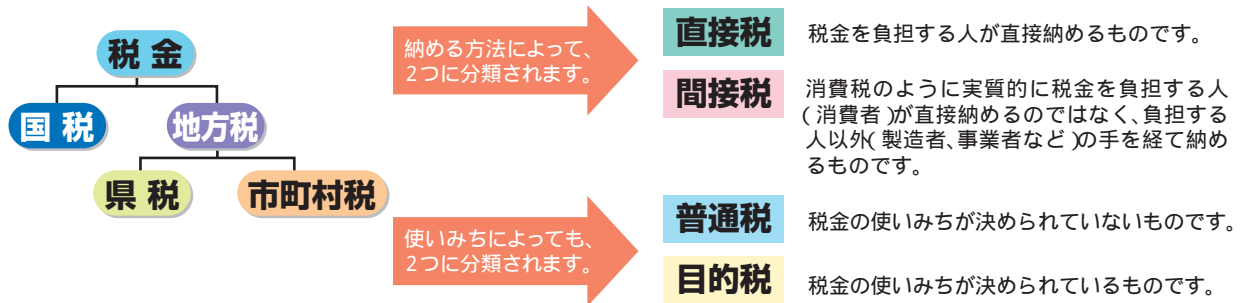 税金
国税
地方税
県税
市町村税
納める方法によって、
2つに分類されます。
直接税
税金を負担する人が直接納めるものです。
間接税
消費税のように実質的に税金を負担する人
(消費者)が直接納めるのではなく、負担する
人以外(製造者、事業者など)の手を経て納め
るものです。
使いみちによっても、
2つに分類されます。
普通税
税金の使いみちが決められていないものです。
目的税
税金の使いみちが決められているものです。